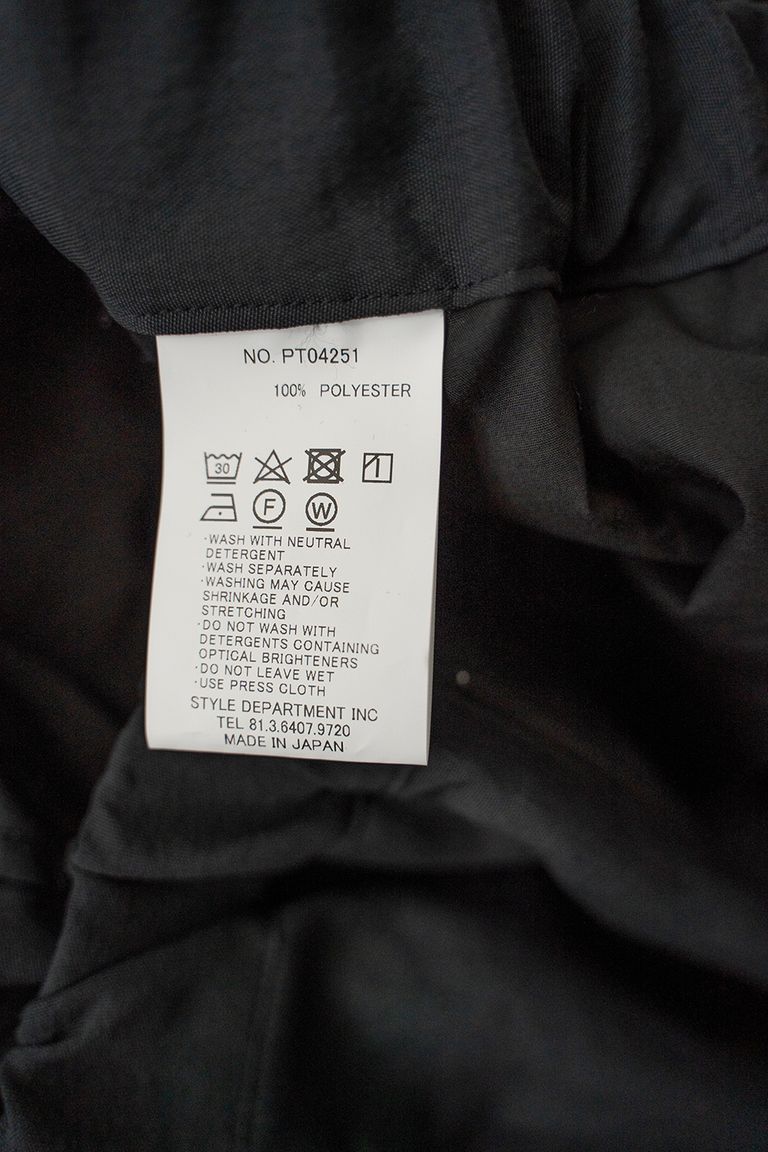 NO. PT04251
100% POLYESTER
30
F W
·WASH WITH NEUTRAL
DETERGENT
·WASH SEPARATELY
·WASHING MAY CAUSE
SHRINKAGE AND/OR
STRETCHING
·DO NOT WASH WITH
DETERGENTS CONTAINING
OPTICAL BRIGHTENERS
·DO NOT LEAVE WET
·USE PRESS CLOTH
STYLE DEPARTMENT INC
TEL 81.3.6407.9720
MADE IN JAPAN